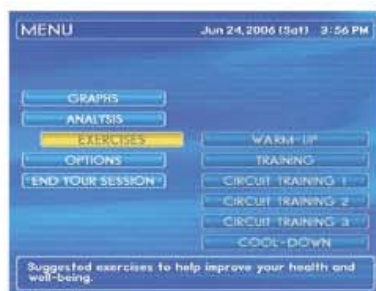 MENU
Jun 24, 2006 (Sat) 3:56 PM
GRAPHS
ANALYSIS
EXERCISES
OPTIONS
END YOUR SESSION
WARM-UP
TRAINING
CIRCUIT TRAINING 1
CIRCUIT TRAINING 2
CIRCUIT TRAINING 3
COOL-DOWN
Suggested exercises to help improve your health and
well-being.